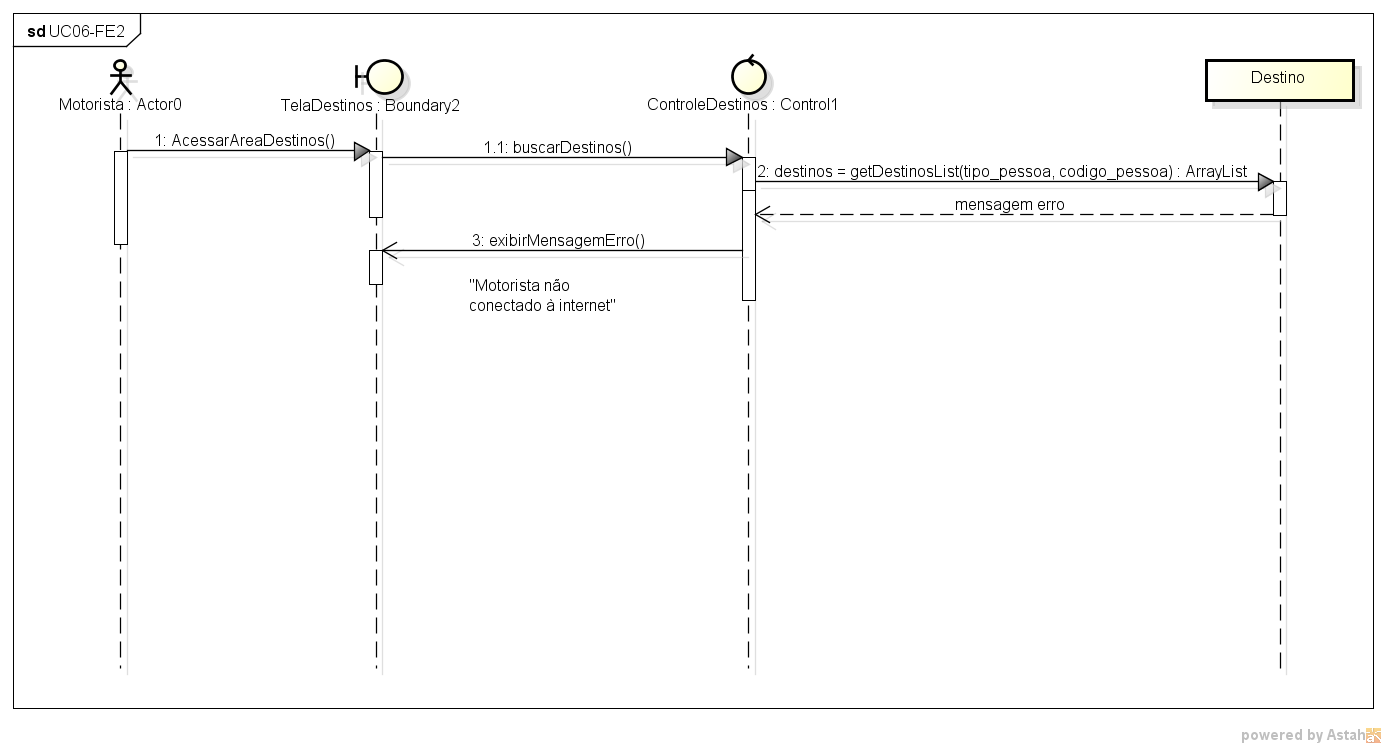 sd UC06-FE2
Motorista : Actor0
TelaDestinos : Boundary2
ControleDestinos : Control1
Destino
1: AcessarAreaDestinos()
1.1: buscarDestinos()
2: destinos = getDestinosList(tipo_pessoa, codigo_pessoa) : ArrayList
mensagem erro
3: exibirMensagemErro()
"Motorista não
conectado à internet"
powered by Astah